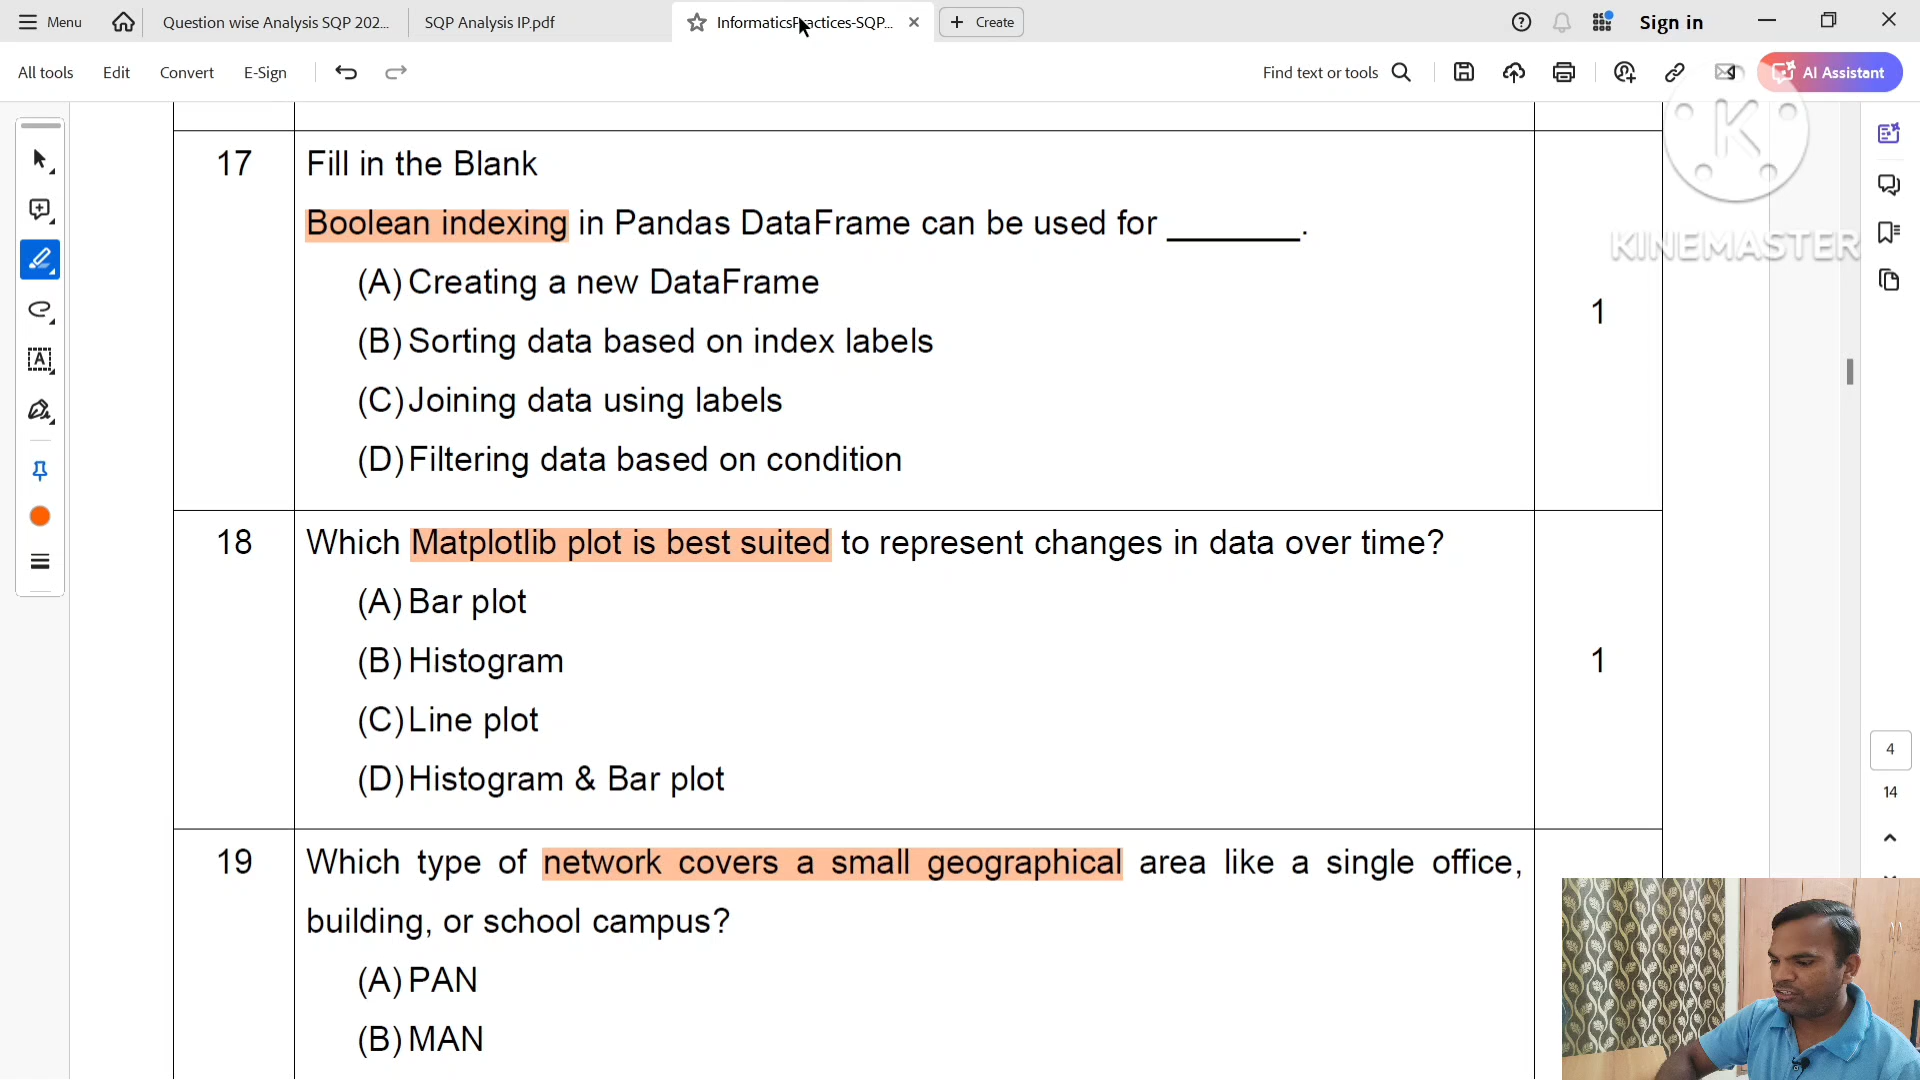 Menu
Question wise Analysis SQP 202...
SQP Analysis IP.pdf
InformaticsPractices-SQP...
Create
Sign in
All tools
Edit
Convert
E-Sign
Find text or tools
AI Assistant
K
KINEMASTER
17
Fill in the Blank
Boolean indexing in Pandas DataFrame can be used for ________.
(A) Creating a new DataFrame
(B) Sorting data based on index labels
(C) Joining data using labels
(D) Filtering data based on condition
1
18
Which Matplotlib plot is best suited to represent changes in data over time?
(A) Bar plot
(B) Histogram
(C) Line plot
(D) Histogram & Bar plot
1
19
Which type of network covers a small geographical area like a single office,
building, or school campus?
(A) PAN
(B) MAN
4
14